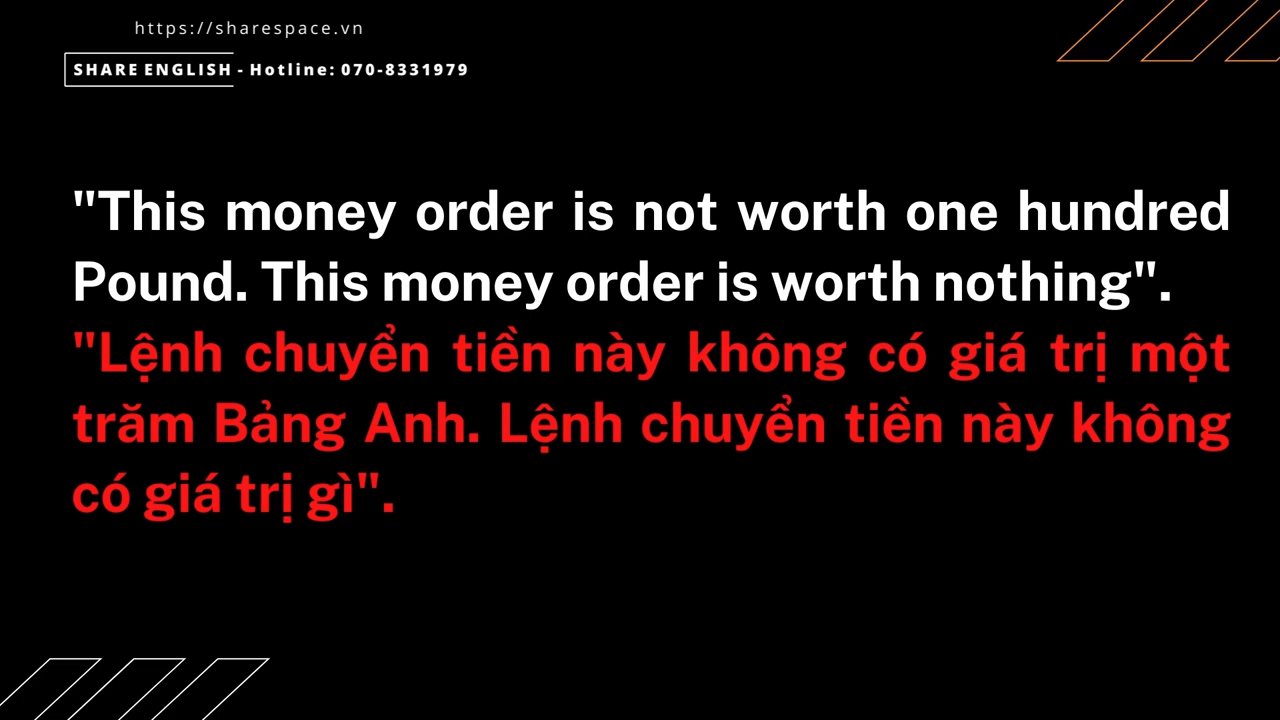 https://sharespace.vn
SHARE ENGLISH - Hotline: 070-8331979
"This money order is not worth one hundred
Pound. This money order is worth nothing".
"Lệnh chuyển tiền này không có giá trị một
trăm Bảng Anh. Lệnh chuyển tiền này không
có giá trị gì".